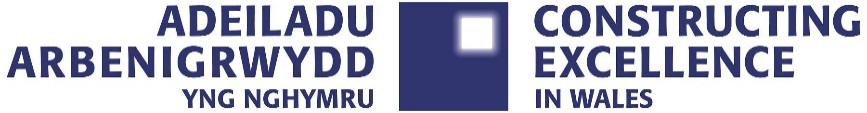 ADEILADU
ARBENIGRWYDD
YNG NGHYMRU
CONSTRUCTING
EXCELLENCE
IN WALES